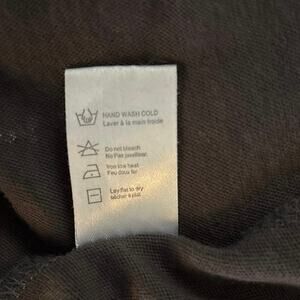 HAND WASH COLD
Laver à la main froide
Do not bleach
No Pas javelliser.
Iron low heat
Feu doux fer
Lay flat to dry
sécher à plat